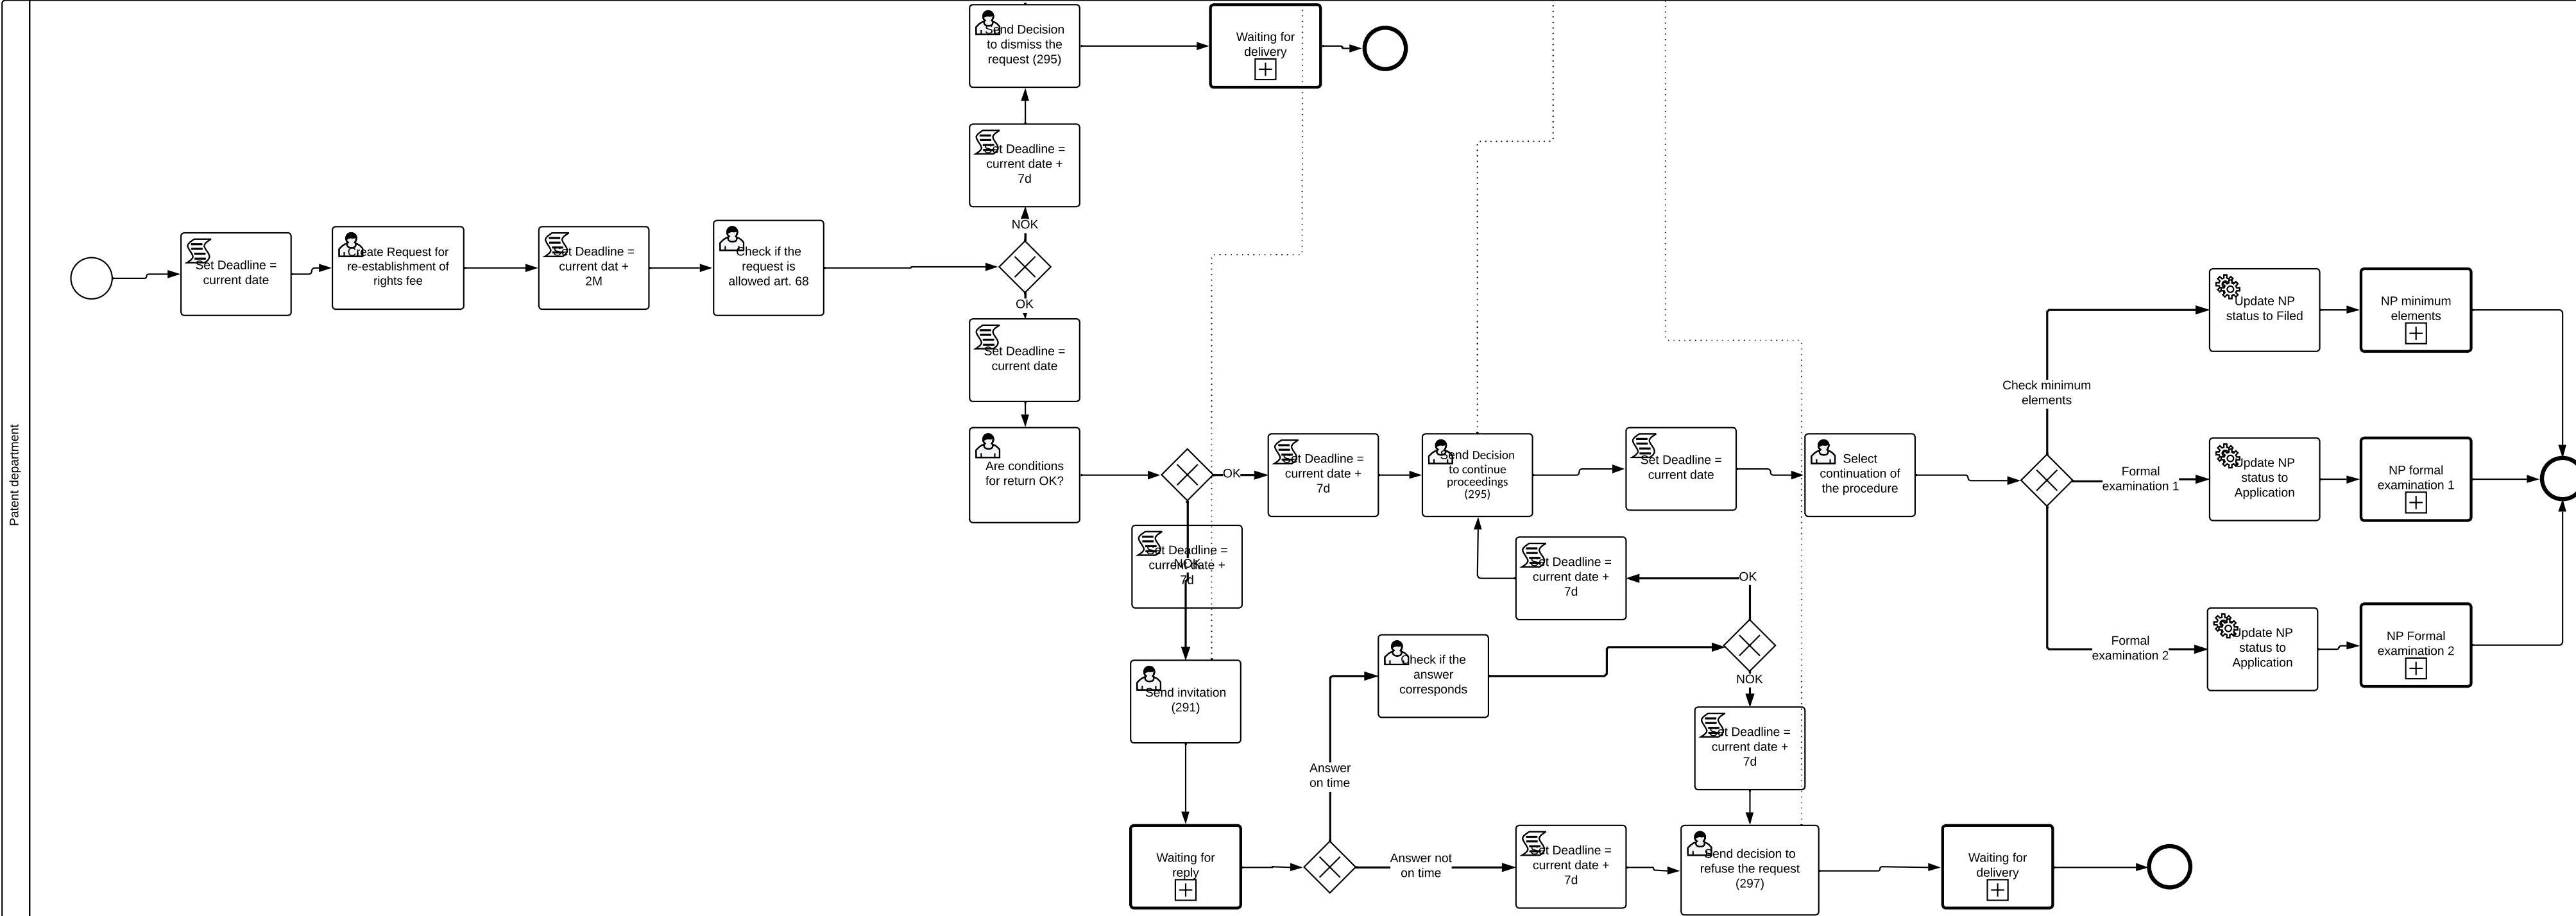 Patent department
Set Deadline =
current date
Create Request for
re-establishment of
rights fee
Set Deadline =
current dat +
2M
Check if the
request is
allowed art. 68
NOK
OK
Set Deadline =
current date +
7d
Send Decision
to dismiss the
request (295)
Waiting for
delivery
Set Deadline =
current date
Are conditions
for return OK?
OK
NOK
Set Deadline =
current date +
7d
Send Decision
to continue
proceedings
(295)
Set Deadline =
current date
Select
continuation of
the procedure
Check minimum
elements
Update NP
status to Filed
NP minimum
elements
Formal
examination 1
Update NP
status to
Application
NP formal
examination 1
Formal
examination 2
Update NP
status to
Application
NP Formal
examination 2
Set Deadline =
current date +
7d
Send invitation
(291)
Waiting for
reply
Answer
on time
Check if the
answer
corresponds
OK
Set Deadline =
current date +
7d
NOK
Set Deadline =
current date +
7d
Answer not
on time
Set Deadline =
current date +
7d
Send decision to
refuse the request
(297)
Waiting for
delivery